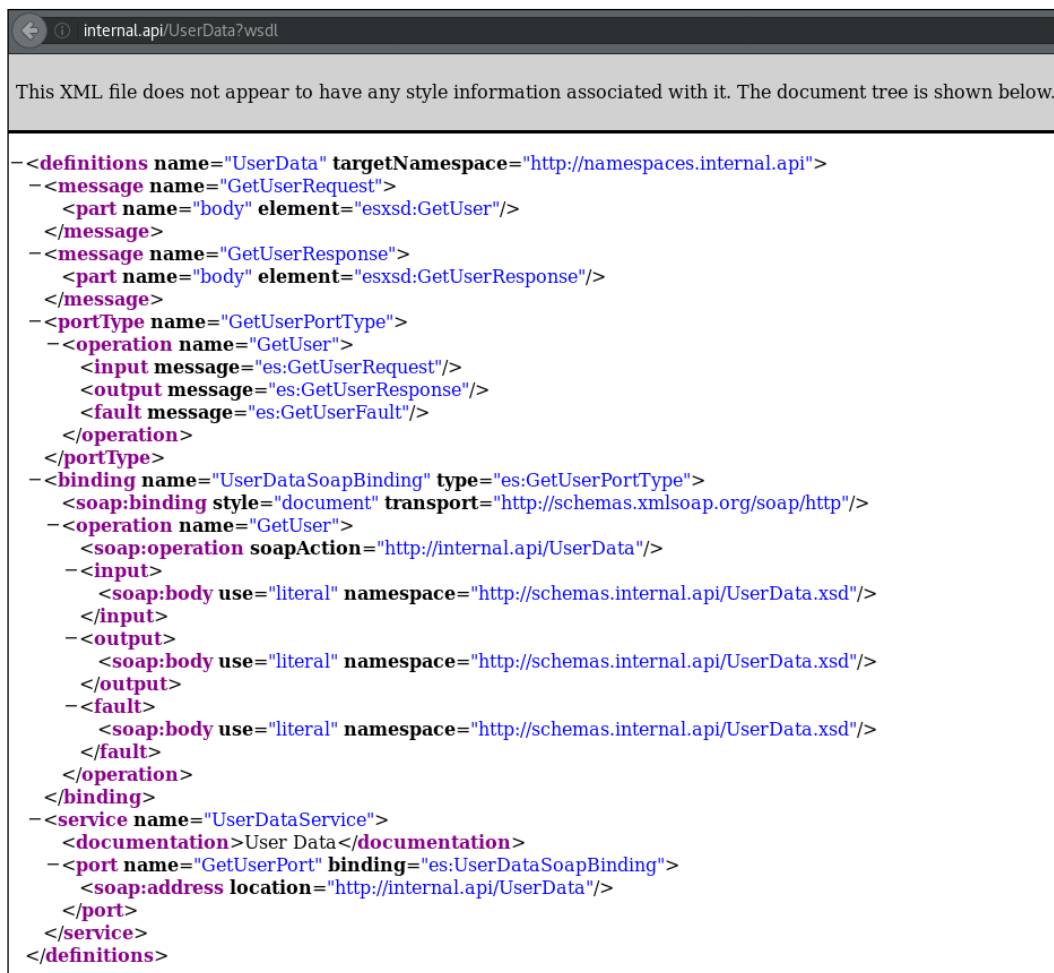 internal.api/UserData?wsdl
This XML file does not appear to have any style information associated with it. The document tree is shown below.
−<definitions name="UserData" targetNamespace="http://namespaces.internal.api">
−<message name="GetUserRequest">
<part name="body" element="esxsd:GetUser"/>
</message>
−<message name="GetUserResponse">
<part name="body" element="esxsd:GetUserResponse"/>
</message>
−<portType name="GetUserPortType">
−<operation name="GetUser">
<input message="es:GetUserRequest"/>
<output message="es:GetUserResponse"/>
<fault message="es:GetUserFault"/>
</operation>
</portType>
−<binding name="UserDataSoapBinding" type="es:GetUserPortType">
<soap:binding style="document" transport="http://schemas.xmlsoap.org/soap/http"/>
−<operation name="GetUser">
<soap:operation soapAction="http://internal.api/UserData"/>
−<input>
<soap:body use="literal" namespace="http://schemas.internal.api/UserData.xsd"/>
</input>
−<output>
<soap:body use="literal" namespace="http://schemas.internal.api/UserData.xsd"/>
</output>
−<fault>
<soap:body use="literal" namespace="http://schemas.internal.api/UserData.xsd"/>
</fault>
</operation>
</binding>
−<service name="UserDataService">
<documentation>User Data</documentation>
−<port name="GetUserPort" binding="es:UserDataSoapBinding">
<soap:address location="http://internal.api/UserData"/>
</port>
</service>
</definitions>